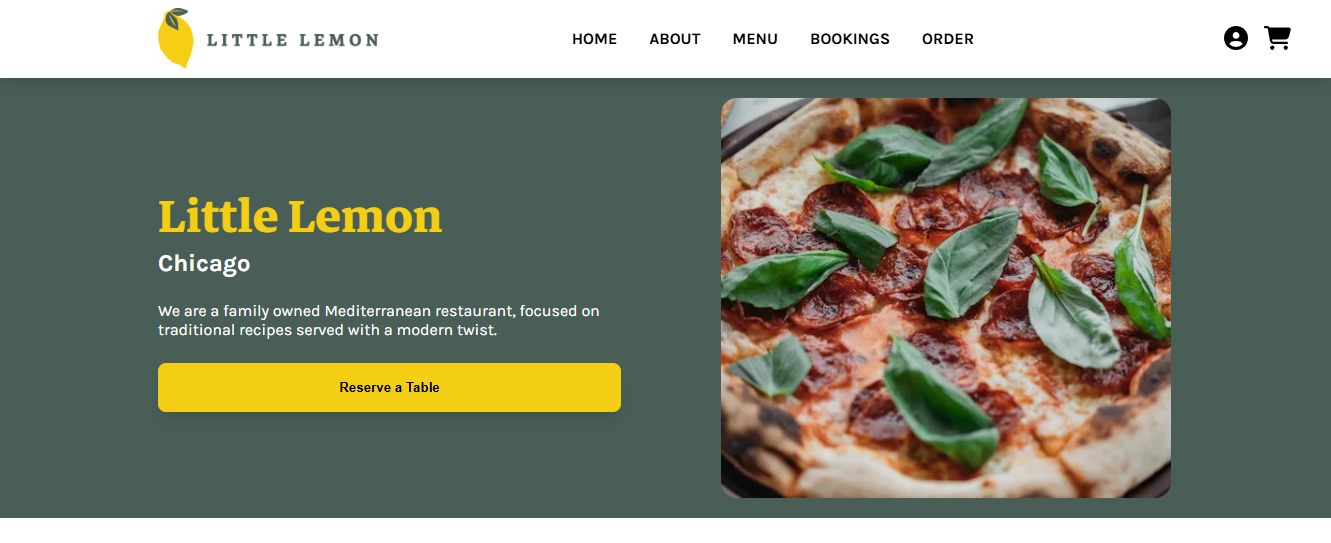 LITTLE LEMON
HOME ABOUT MENU BOOKINGS ORDER
Little Lemon
Chicago
We are a family owned Mediterranean restaurant, focused on
traditional recipes served with a modern twist.
Reserve a Table